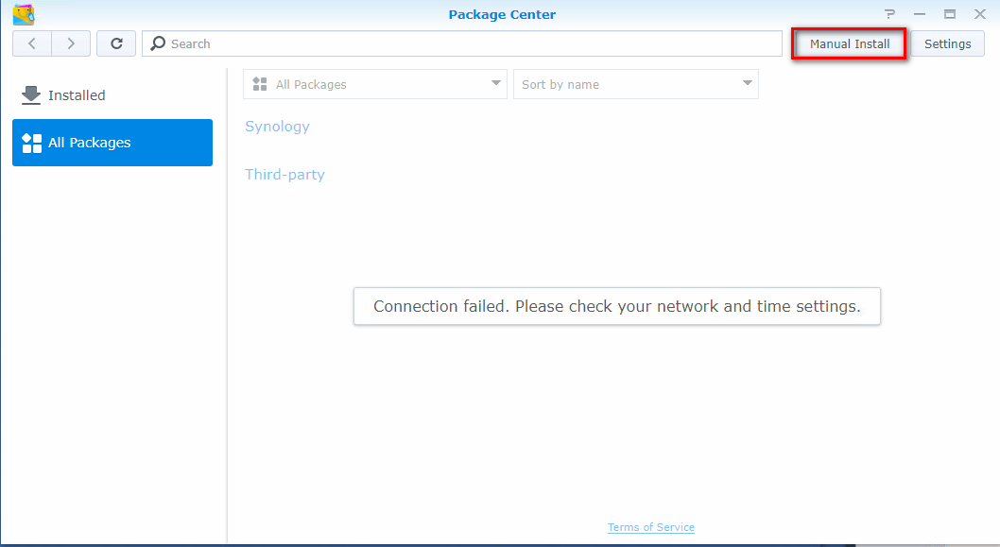 Package Center
Search
Manual Install
Settings
Installed
All Packages
All Packages
Sort by name
Synology
Third-party
Connection failed. Please check your network and time settings.
Terms of Service